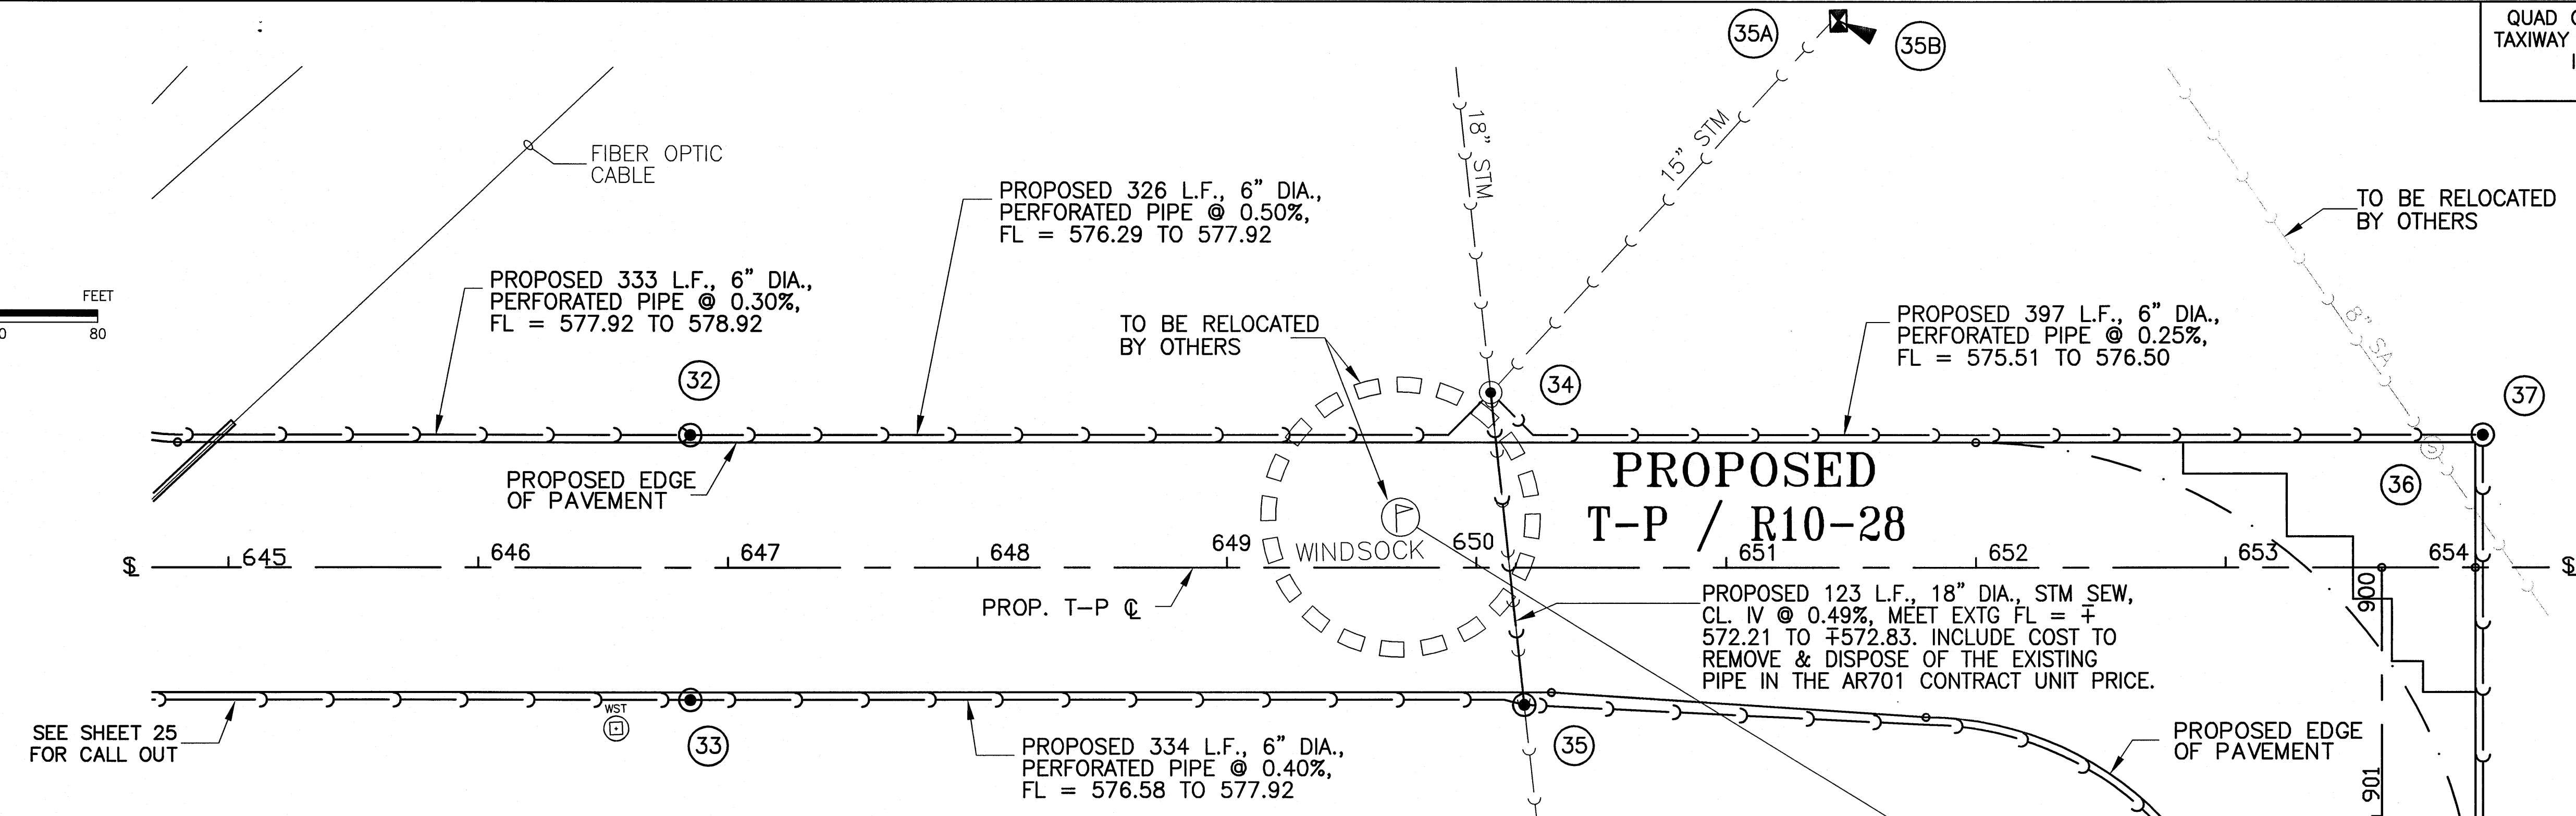 QUAD
TAXIWAY
35A
35B
18" STM
15" STM
FIBER OPTIC
CABLE
PROPOSED 326 L.F., 6" DIA.,
PERFORATED PIPE @ 0.50%,
FL = 576.29 TO 577.92
TO BE RELOCATED
BY OTHERS
FEET
80
PROPOSED 333 L.F., 6" DIA.,
PERFORATED PIPE @ 0.30%,
FL = 577.92 TO 578.92
TO BE RELOCATED
BY OTHERS
PROPOSED 397 L.F., 6" DIA.,
PERFORATED PIPE @ 0.25%,
FL = 575.51 TO 576.50
8" SA
32
34
37
PROPOSED EDGE
OF PAVEMENT
PROPOSED
T-P / R10-28
S
36
WINDSOCK
℄ 645 646 647 648 649 650 651 652 653 654
PROP. T-P ℄
900
PROPOSED 123 L.F., 18" DIA., STM SEW,
CL. IV @ 0.49%, MEET EXTG FL = ∓
572.21 TO ∓572.83. INCLUDE COST TO
REMOVE & DISPOSE OF THE EXISTING
PIPE IN THE AR701 CONTRACT UNIT PRICE.
WST
SEE SHEET 25
FOR CALL OUT
33
35
PROPOSED 334 L.F., 6" DIA.,
PERFORATED PIPE @ 0.40%,
FL = 576.58 TO 577.92
PROPOSED EDGE
OF PAVEMENT
901